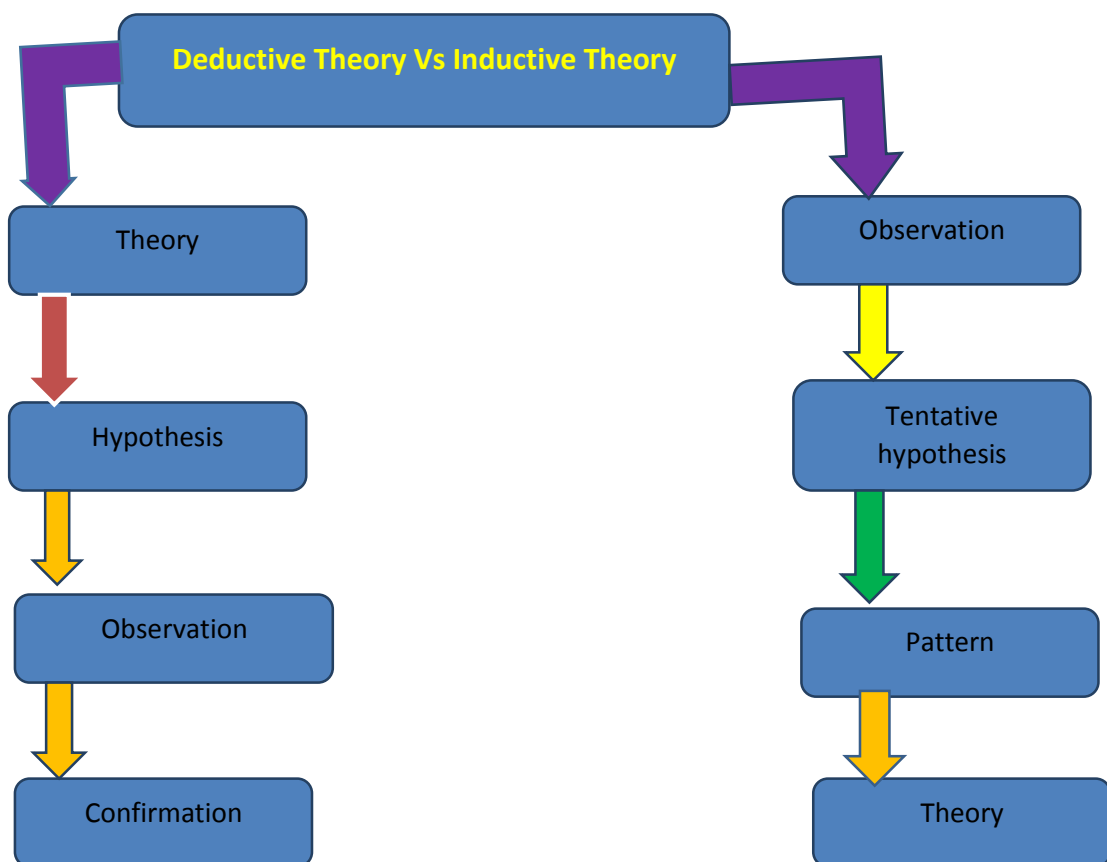 Deductive Theory Vs Inductive Theory
Theory
Hypothesis
Observation
Confirmation
Observation
Tentative
hypothesis
Pattern
Theory